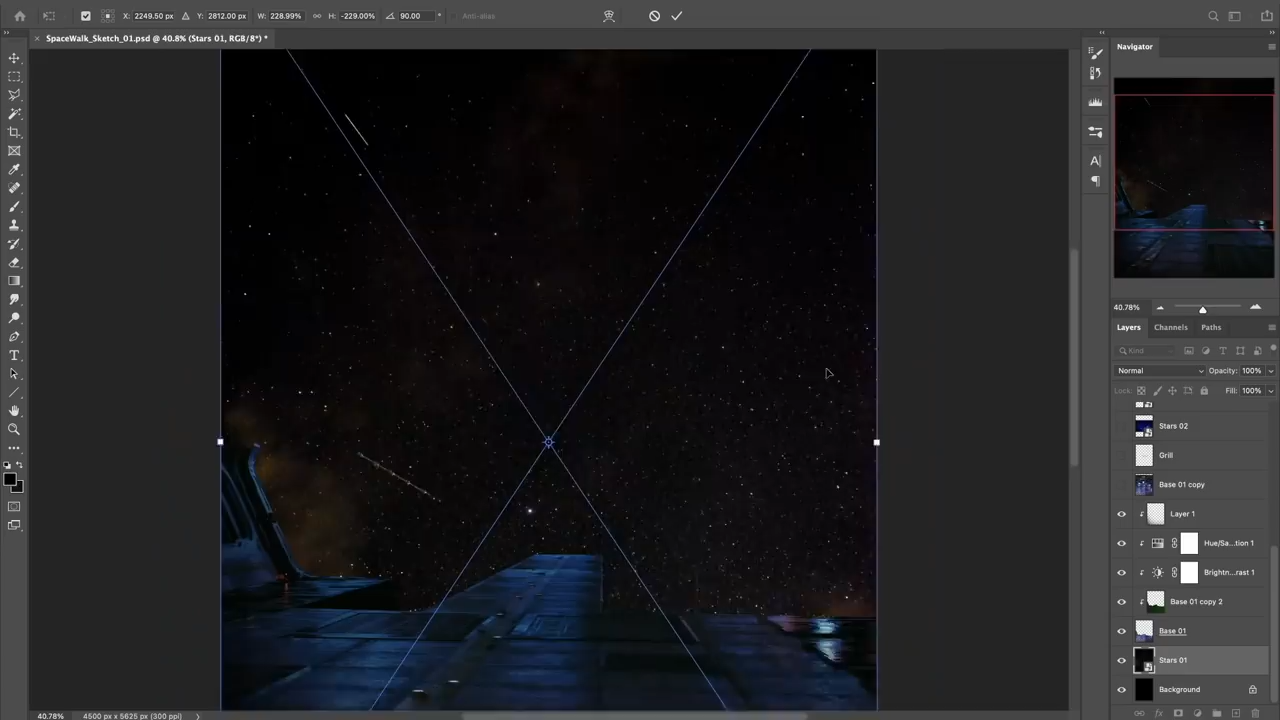 X: 2249.50 px Y: 2812.00 px W: 228.99% H: -229.00% 90.00 ° Anti-alias
× SpaceWalk_Sketch_01.psd @ 40.8% (Stars 01, RGB/8*) *
Navigator
40.78%
Layers Channels Paths
Kind
Normal Opacity: 100%
Lock: Fill: 100%
Stars 02
Grill
Base 01 copy
Layer 1
Hue/Sa...tion 1
Brightn...rast 1
Base 01 copy 2
Base 01
Stars 01
Background
40.78% 4500 px x 5625 px (300 ppi)